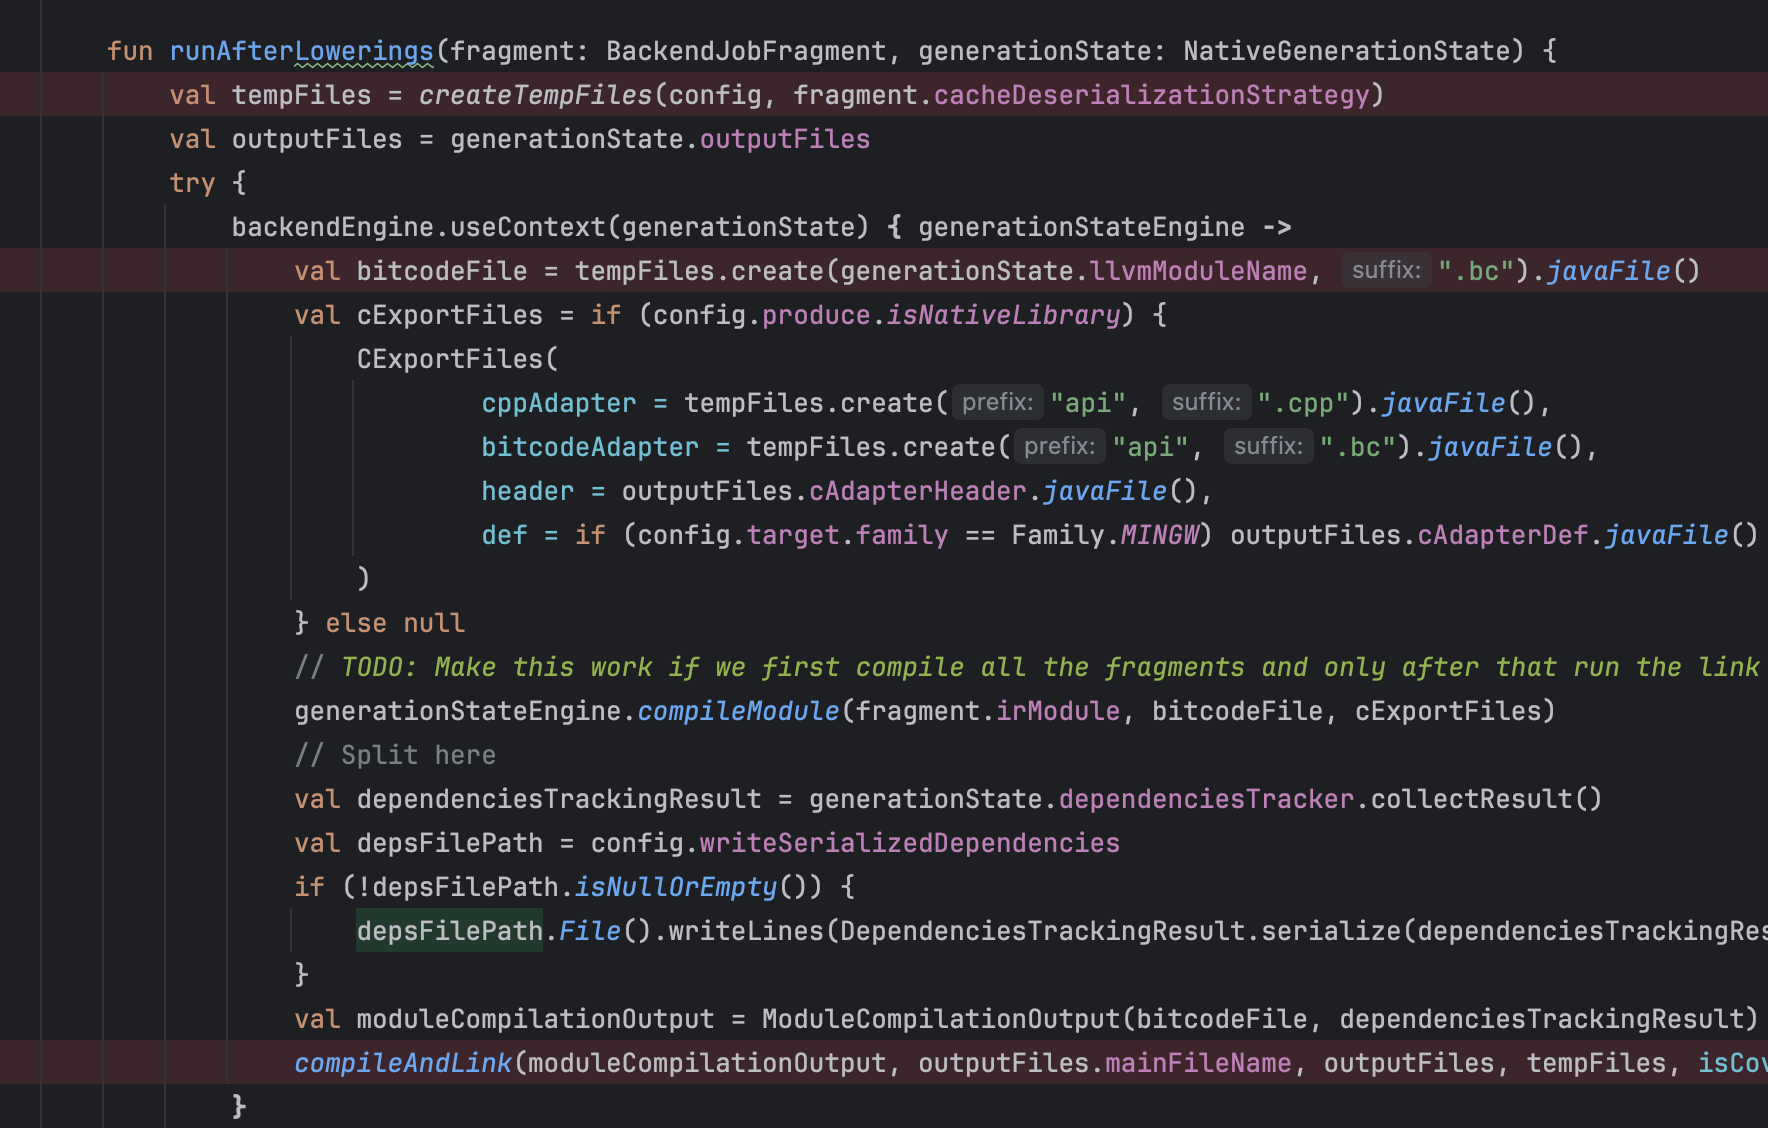 fun runAfterLowerings(fragment: BackendJobFragment, generationState: NativeGenerationState) {
val tempFiles = createTempFiles(config, fragment.cacheDeserializationStrategy)
val outputFiles = generationState.outputFiles
try {
backendEngine.useContext(generationState) { generationStateEngine ->
val bitcodeFile = tempFiles.create(generationState.llvmModuleName, suffix: ".bc").javaFile()
val cExportFiles = if (config.produce.isNativeLibrary) {
CExportFiles(
cppAdapter = tempFiles.create( prefix: "api", suffix: ".cpp").javaFile(),
bitcodeAdapter = tempFiles.create( prefix: "api", suffix: ".bc").javaFile(),
header = outputFiles.cAdapterHeader.javaFile(),
def = if (config.target.family == Family.MINGW) outputFiles.cAdapterDef.javaFile()
)
} else null
// TODO: Make this work if we first compile all the fragments and only after that run the link
generationStateEngine.compileModule(fragment.irModule, bitcodeFile, cExportFiles)
// Split here
val dependenciesTrackingResult = generationState.dependenciesTracker.collectResult()
val depsFilePath = config.writeSerializedDependencies
if (!depsFilePath.isNullOrEmpty()) {
depsFilePath.File().writeLines(DependenciesTrackingResult.serialize(dependenciesTrackingRes
}
val moduleCompilationOutput = ModuleCompilationOutput(bitcodeFile, dependenciesTrackingResult)
compileAndLink(moduleCompilationOutput, outputFiles.mainFileName, outputFiles, tempFiles, isCov
}